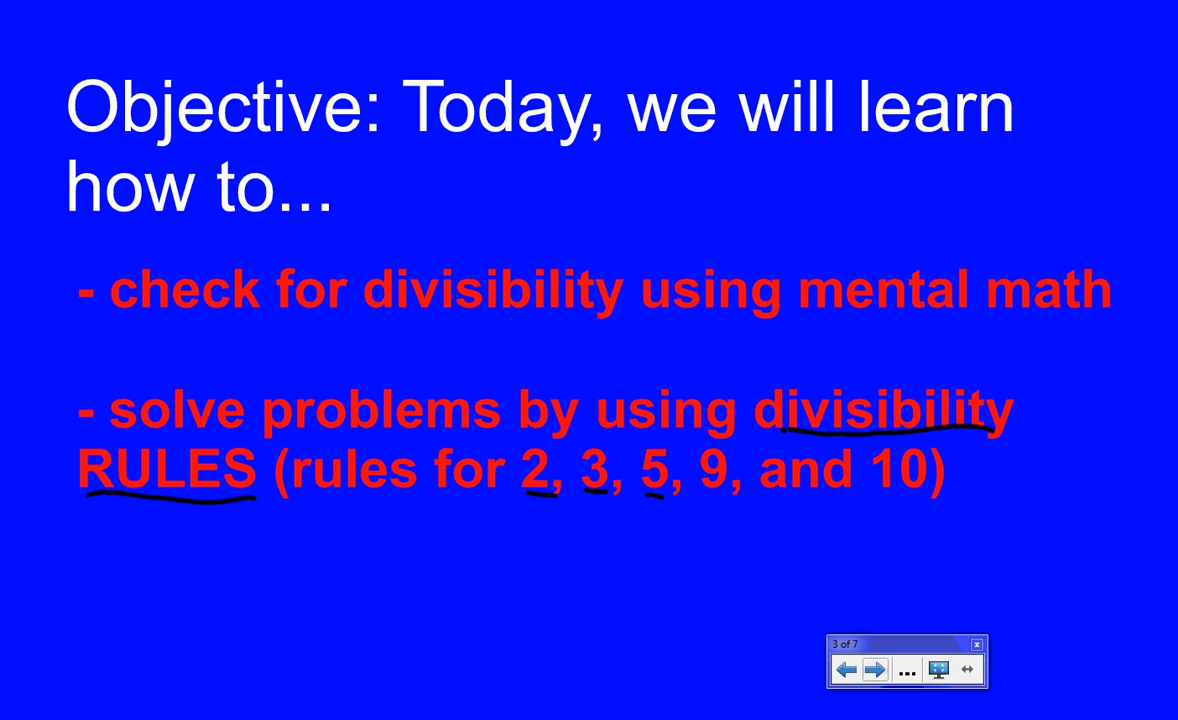 Objective: Today, we will learn
how to...
- check for divisibility using mental math
- solve problems by using divisibility
RULES (rules for 2, 3, 5, 9, and 10)
3 of 7